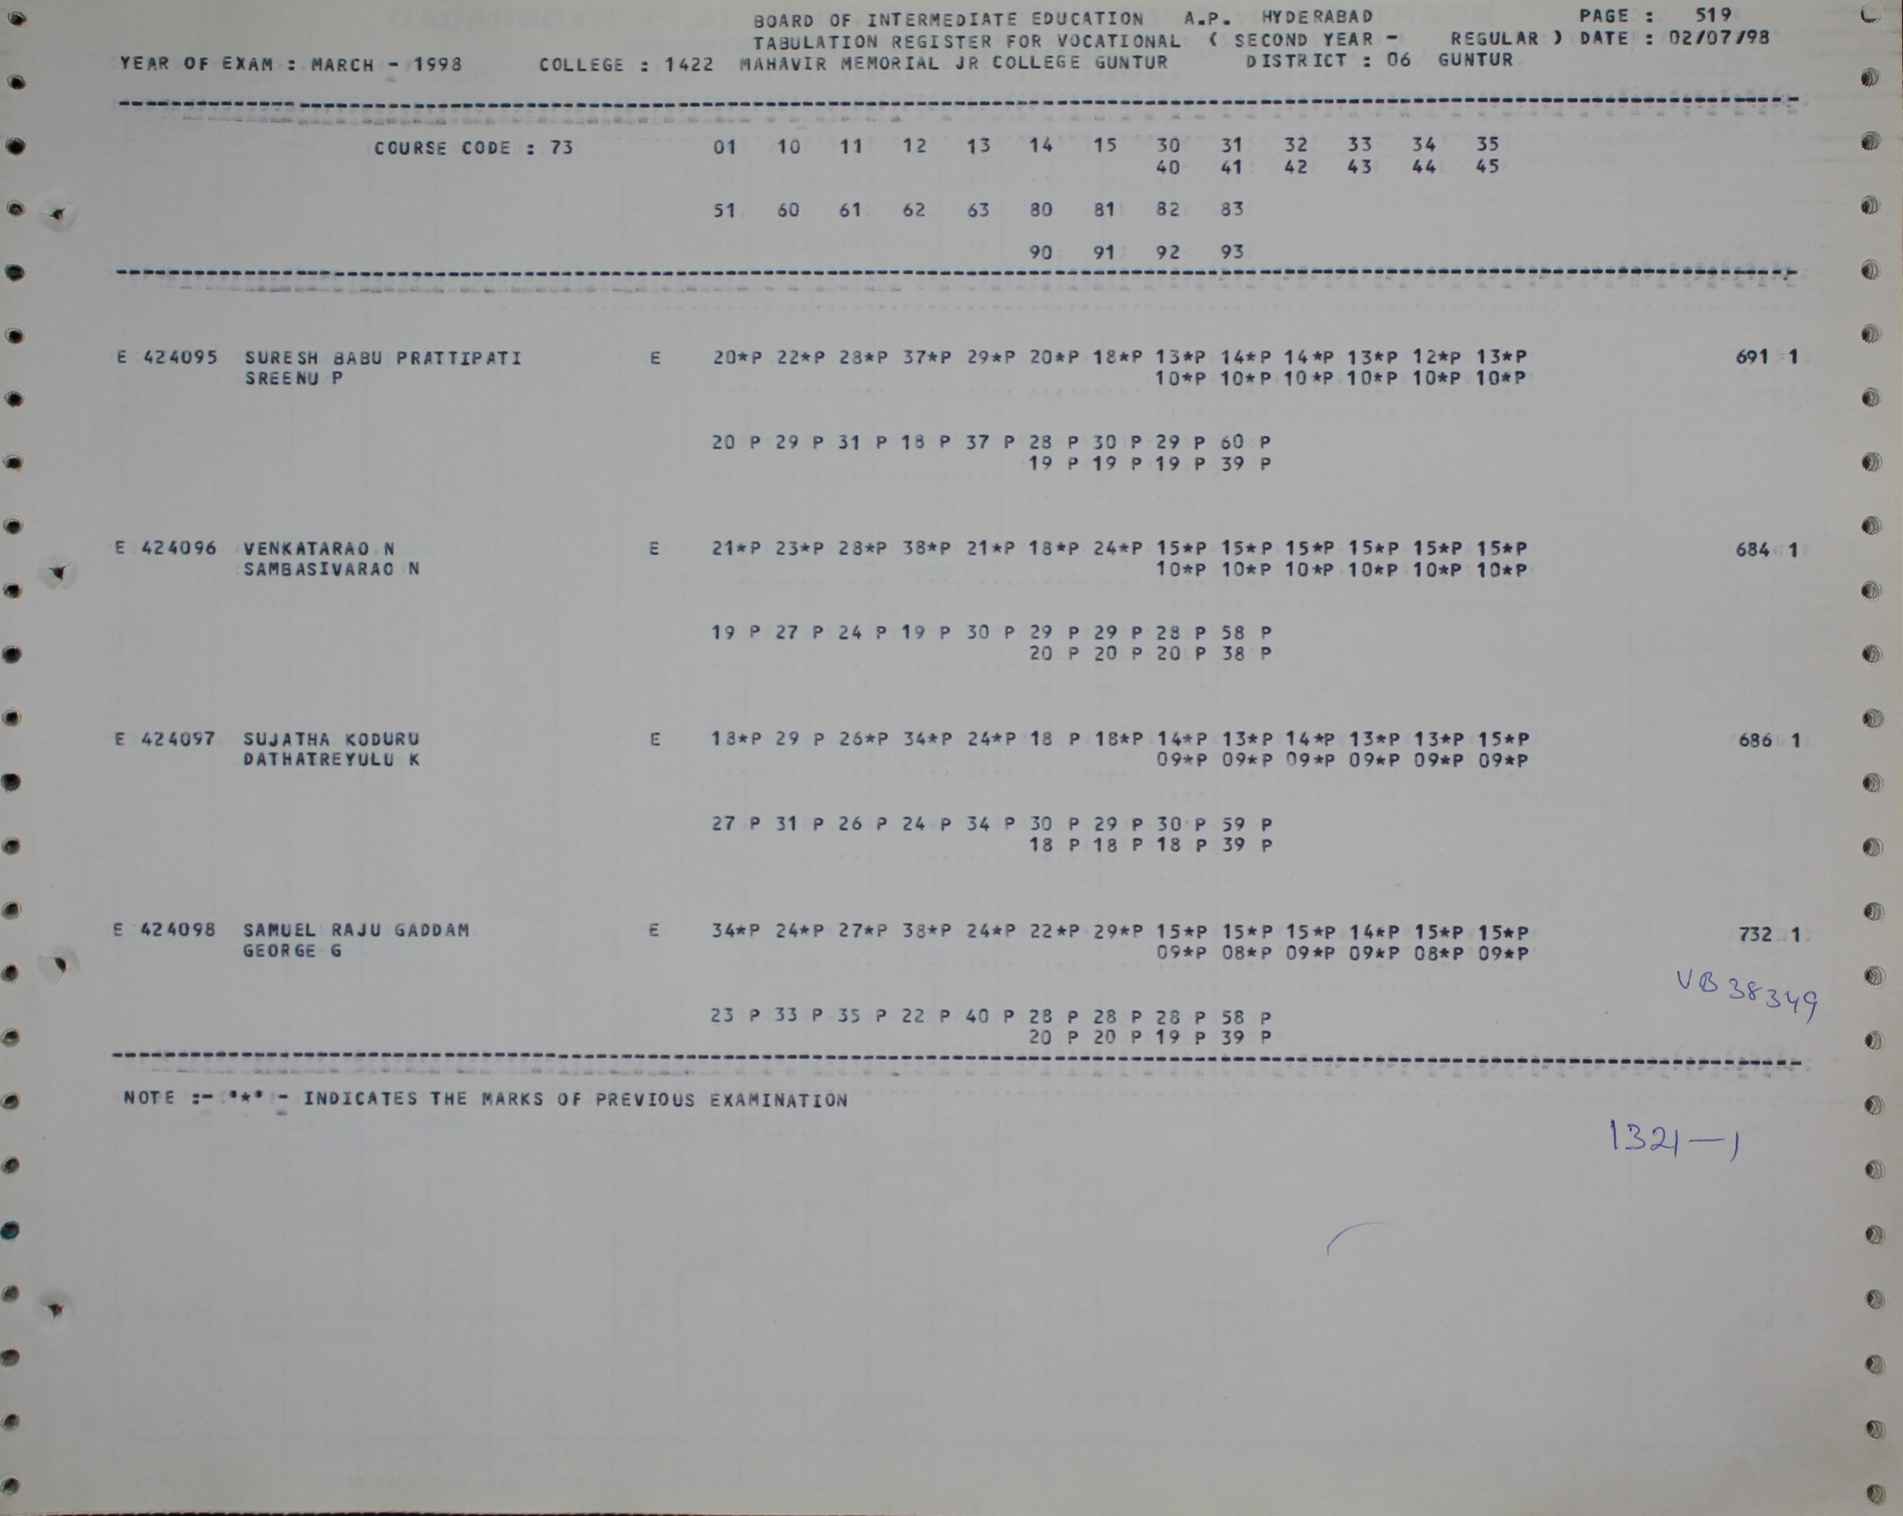 BOARD OF INTERMEDIATE EDUCATION A.P. HYDERABAD PAGE : 519
TABULATION REGISTER FOR VOCATIONAL ( SECOND YEAR - REGULAR ) DATE : 02/07/98
YEAR OF EXAM : MARCH - 1998 COLLEGE : 1422 MAHAVIR MEMORIAL JR COLLEGE GUNTUR DISTRICT : 06 GUNTUR
COURSE CODE : 73 01 10 11 12 13 14 15 30 31 32 33 34 35
40 41 42 43 44 45
51 60 61 62 63 80 81 82 83
90 91 92 93
E 424095 SURESH BABU PRATTIPATI E 20*P 22*P 28*P 37*P 29*P 20*P 18*P 13*P 14*P 14*P 13*P 12*P 13*P 691 1
SREENU P 10*P 10*P 10*P 10*P 10*P 10*P
20 P 29 P 31 P 18 P 37 P 28 P 30 P 29 P 60 P
19 P 19 P 19 P 39 P
E 424096 VENKATARAO N E 21*P 23*P 28*P 38*P 21*P 18*P 24*P 15*P 15*P 15*P 15*P 15*P 15*P 684 1
SAMBASIVARAO N 10*P 10*P 10*P 10*P 10*P 10*P
19 P 27 P 24 P 19 P 30 P 29 P 29 P 28 P 58 P
20 P 20 P 20 P 38 P
E 424097 SUJATHA KODURU E 18*P 29 P 26*P 34*P 24*P 18 P 18*P 14*P 13*P 14*P 13*P 13*P 15*P 686 1
DATHATREYULU K 09*P 09*P 09*P 09*P 09*P 09*P
27 P 31 P 26 P 24 P 34 P 30 P 29 P 30 P 59 P
18 P 18 P 18 P 39 P
E 424098 SAMUEL RAJU GADDAM E 34*P 24*P 27*P 38*P 24*P 22*P 29*P 15*P 15*P 15*P 14*P 15*P 15*P 732 1
GEORGE G 09*P 08*P 09*P 09*P 08*P 09*P
VB 38349
23 P 33 P 35 P 22 P 40 P 28 P 28 P 28 P 58 P
20 P 20 P 19 P 39 P
NOTE :- "*" - INDICATES THE MARKS OF PREVIOUS EXAMINATION
1321-1